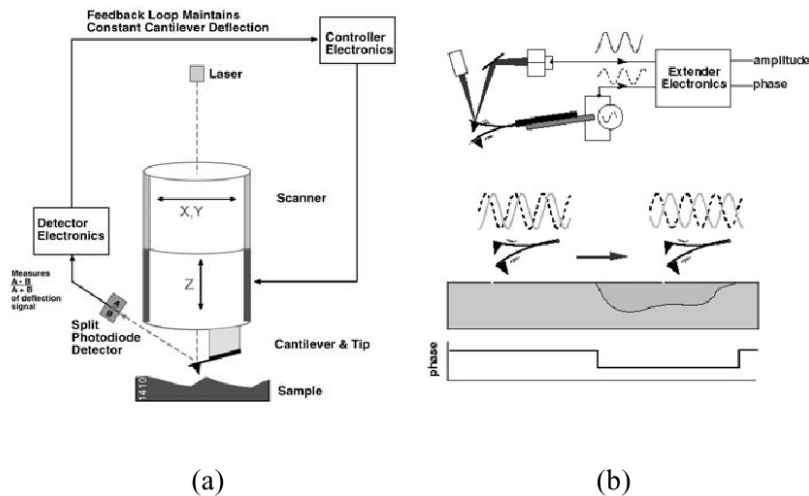 Feedback Loop Maintains
Constant Cantilever Deflection
Controller
Electronics
Laser
Scanner
X,Y
Z
Detector
Electronics
Measures
A - B
A + B
of deflection
signal
A
B
Split
Photodiode
Detector
Cantilever & Tip
Sample
1410
(a)
Extender
Electronics
amplitude
phase
phase
(b)